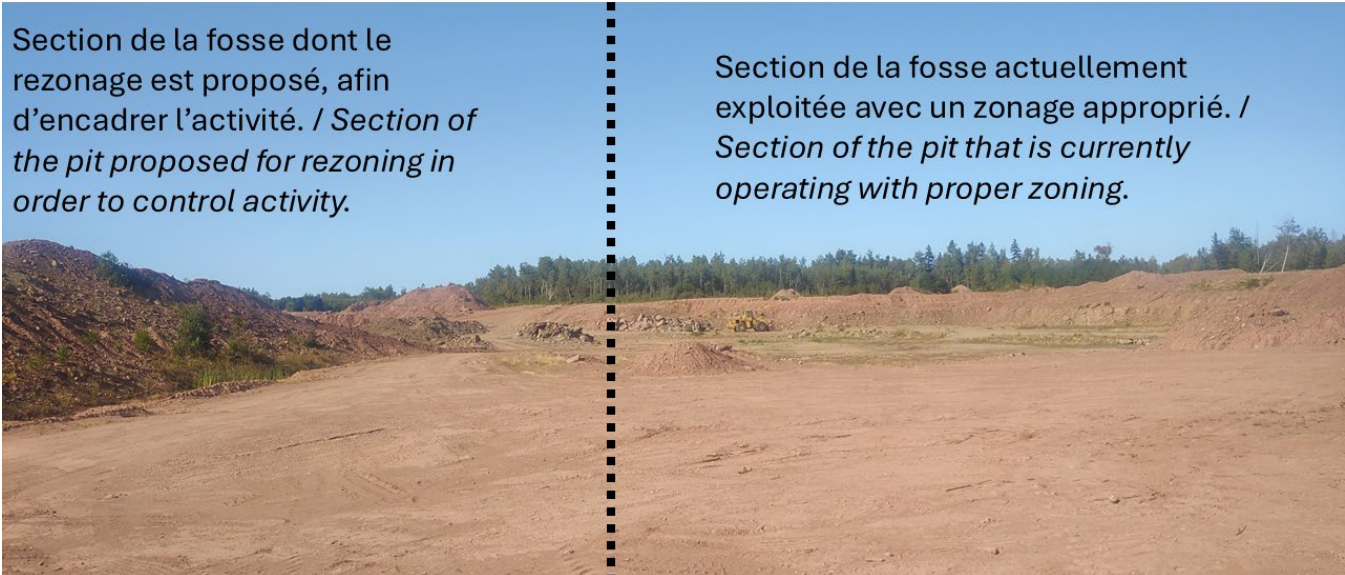 Section de la fosse dont le
rezonage est proposé, afin
d'encadrer l'activité. / Section of
the pit proposed for rezoning in
order to control activity.
Section de la fosse actuellement
exploitée avec un zonage approprié. /
Section of the pit that is currently
operating with proper zoning.